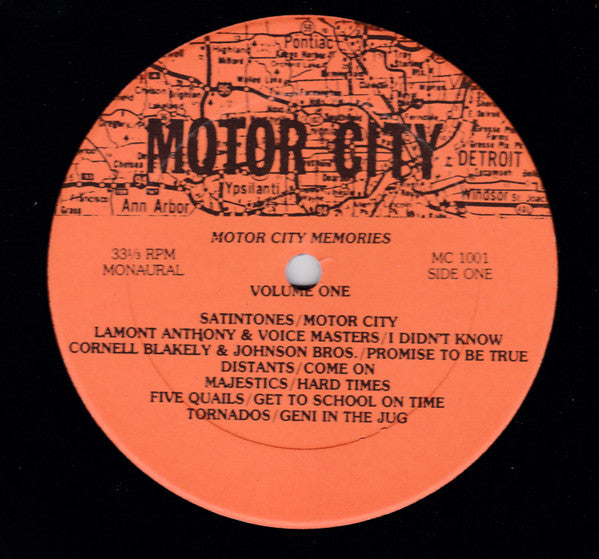 Pontiac
MOTOR CITY
DETROIT
Ypsilanti
Windsor
Ann Arbor
MOTOR CITY MEMORIES
33⅓ RPM
MONAURAL
MC 1001
SIDE ONE
VOLUME ONE
SATINTONES/MOTOR CITY
LAMONT ANTHONY & VOICE MASTERS/I DIDN'T KNOW
CORNELL BLAKELY & JOHNSON BROS./PROMISE TO BE TRUE
DISTANTS/COME ON
MAJESTICS/HARD TIMES
FIVE QUAILS/GET TO SCHOOL ON TIME
TORNADOS/GENI IN THE JUG